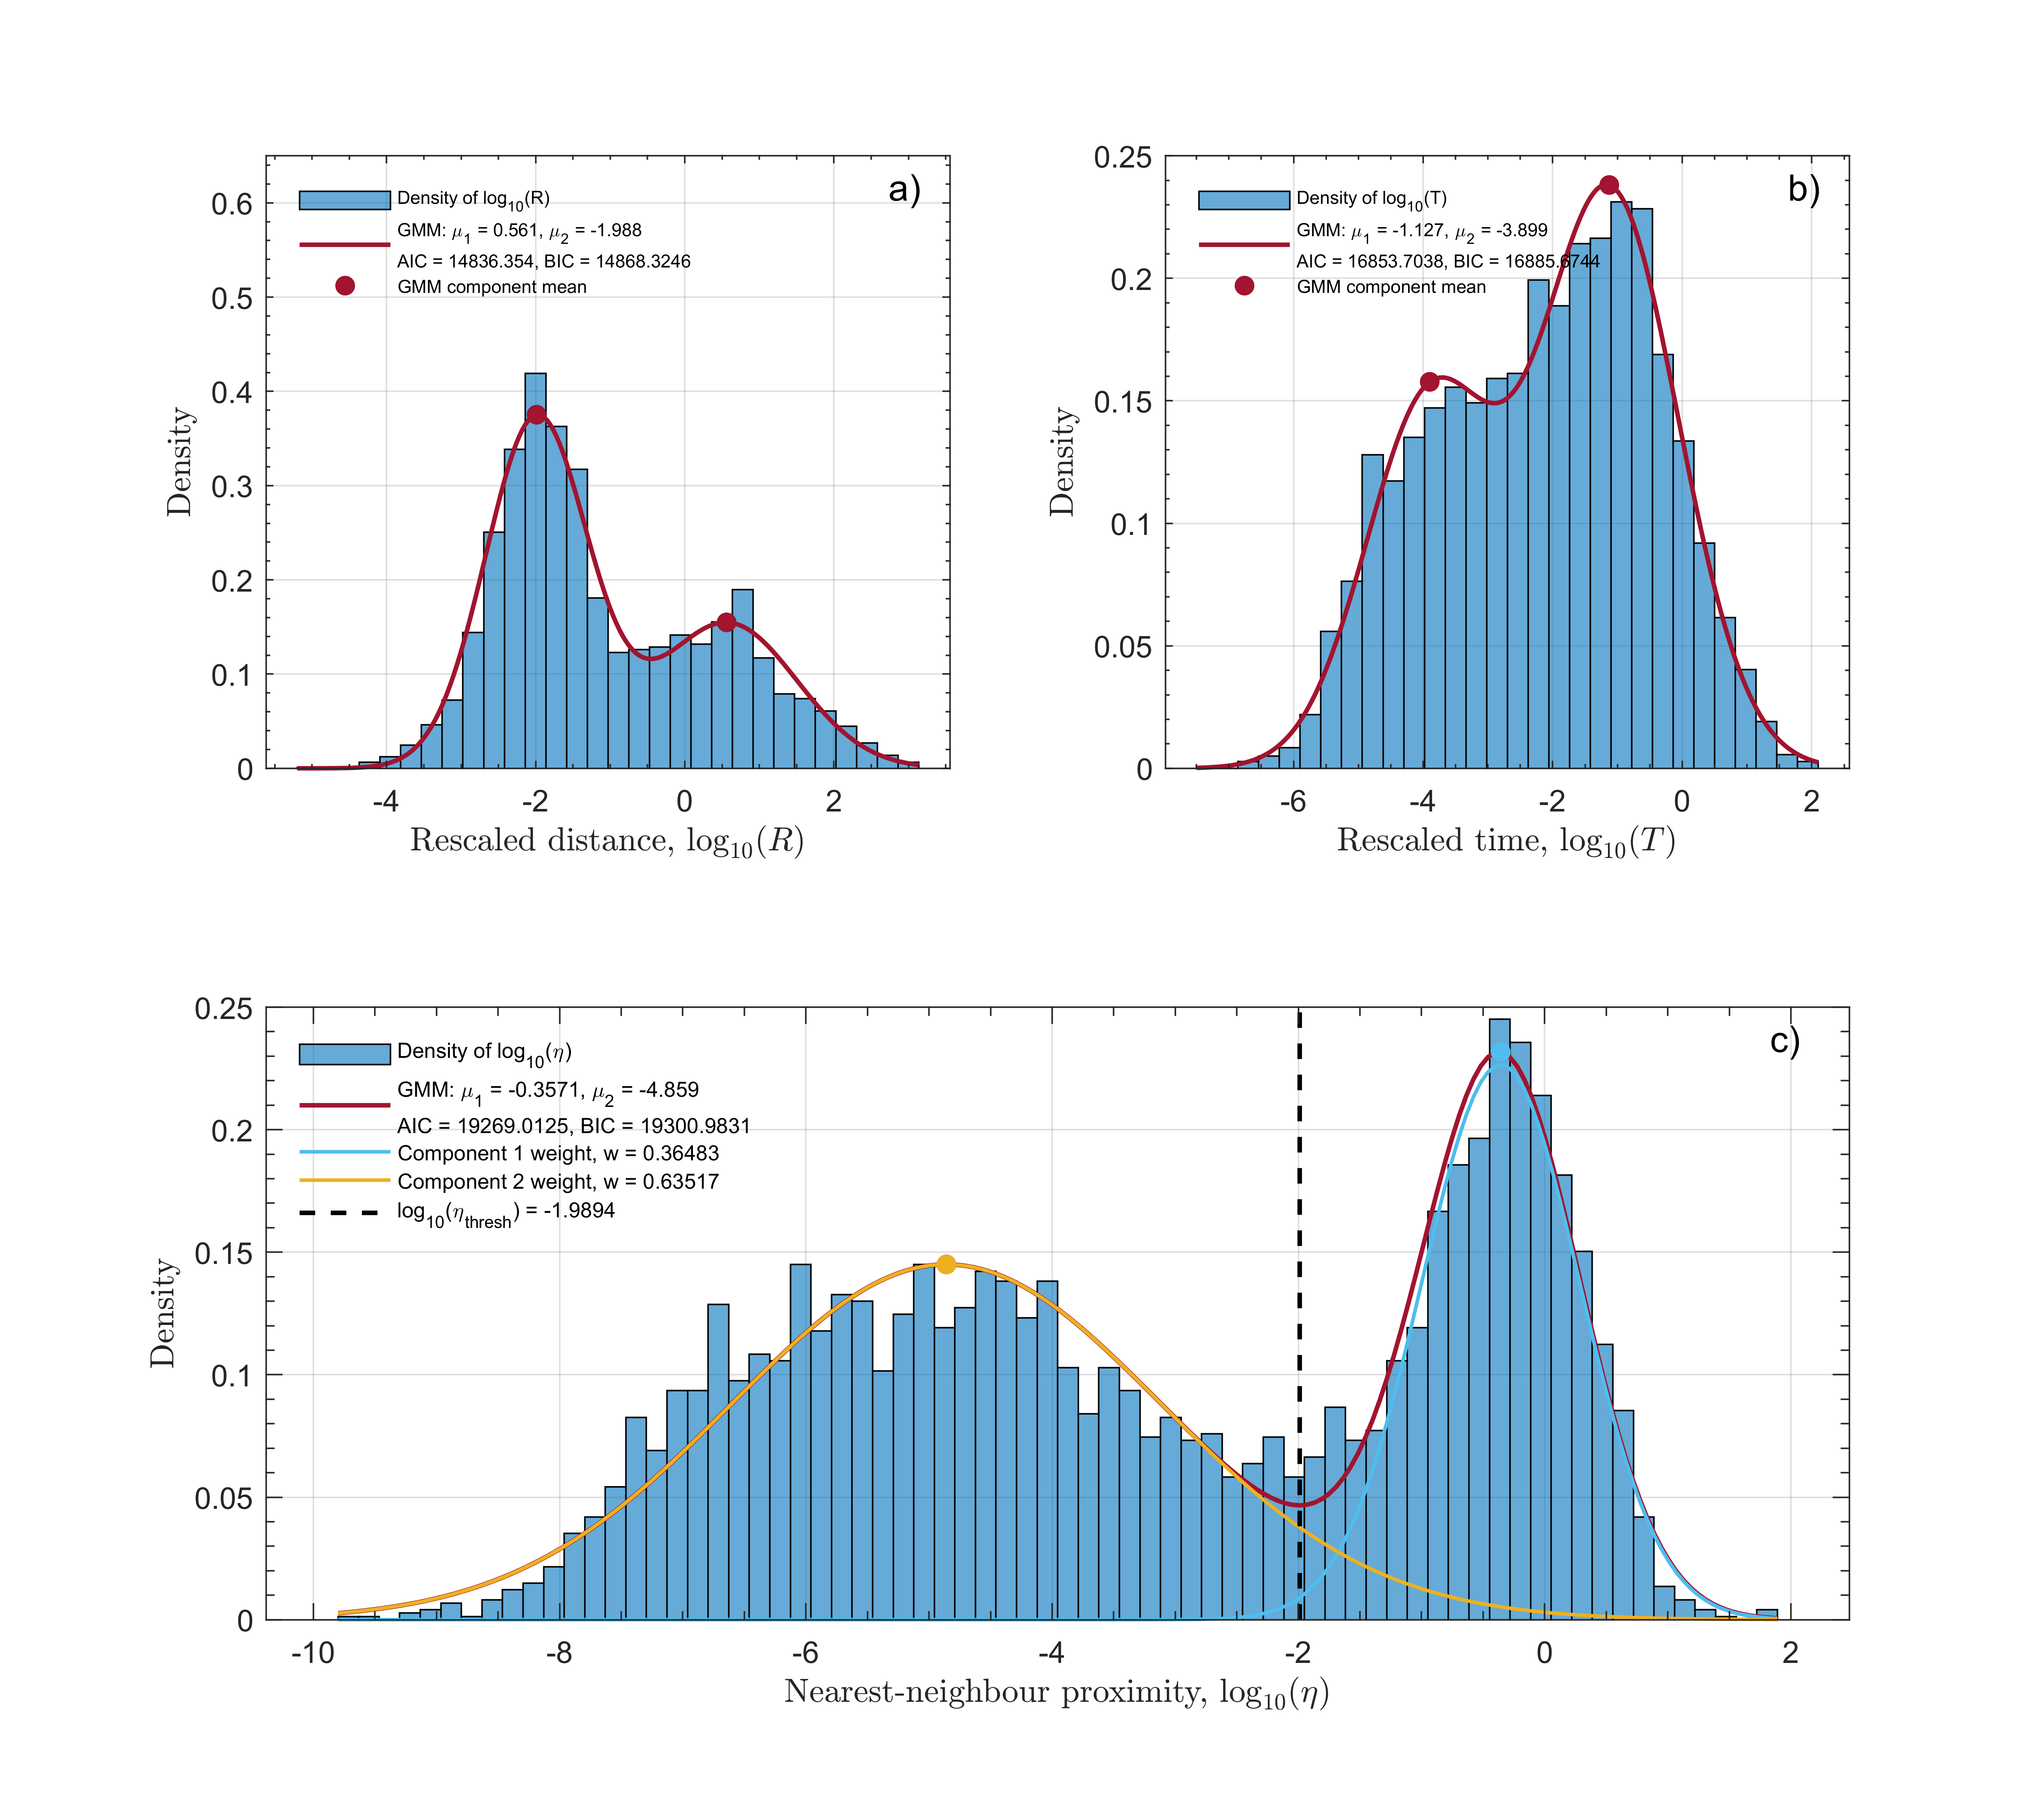 a)
Density of log10(R)
GMM: μ1 = 0.561, μ2 = -1.988
AIC = 14836.354, BIC = 14868.3246
GMM component mean
0.6
0.5
0.4
0.3
0.2
0.1
0
Density
-4 -2 0 2
Rescaled distance, log10(R)
b)
Density of log10(T)
GMM: μ1 = -1.127, μ2 = -3.899
AIC = 16853.7038, BIC = 16885.6744
GMM component mean
0.25
0.2
0.15
0.1
0.05
0
Density
-6 -4 -2 0 2
Rescaled time, log10(T)
c)
Density of log10(η)
GMM: μ1 = -0.3571, μ2 = -4.859
AIC = 19269.0125, BIC = 19300.9831
Component 1 weight, w = 0.36483
Component 2 weight, w = 0.63517
log10(ηthresh) = -1.9894
0.25
0.2
0.15
0.1
0.05
0
Density
-10 -8 -6 -4 -2 0 2
Nearest-neighbour proximity, log10(η)